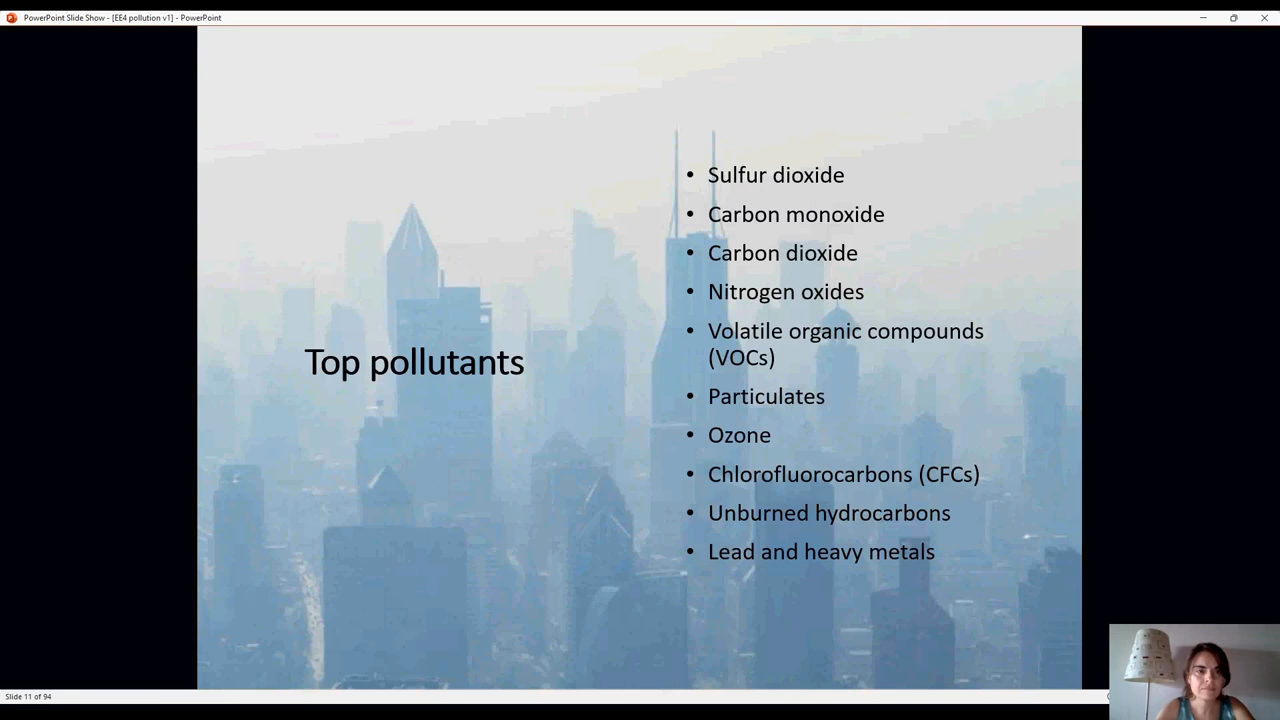 PowerPoint Slide Show - [EE4 pollution v1] - PowerPoint
Top pollutants
• Sulfur dioxide
• Carbon monoxide
• Carbon dioxide
• Nitrogen oxides
• Volatile organic compounds
(VOCs)
• Particulates
• Ozone
• Chlorofluorocarbons (CFCs)
• Unburned hydrocarbons
• Lead and heavy metals
Slide 11 of 94